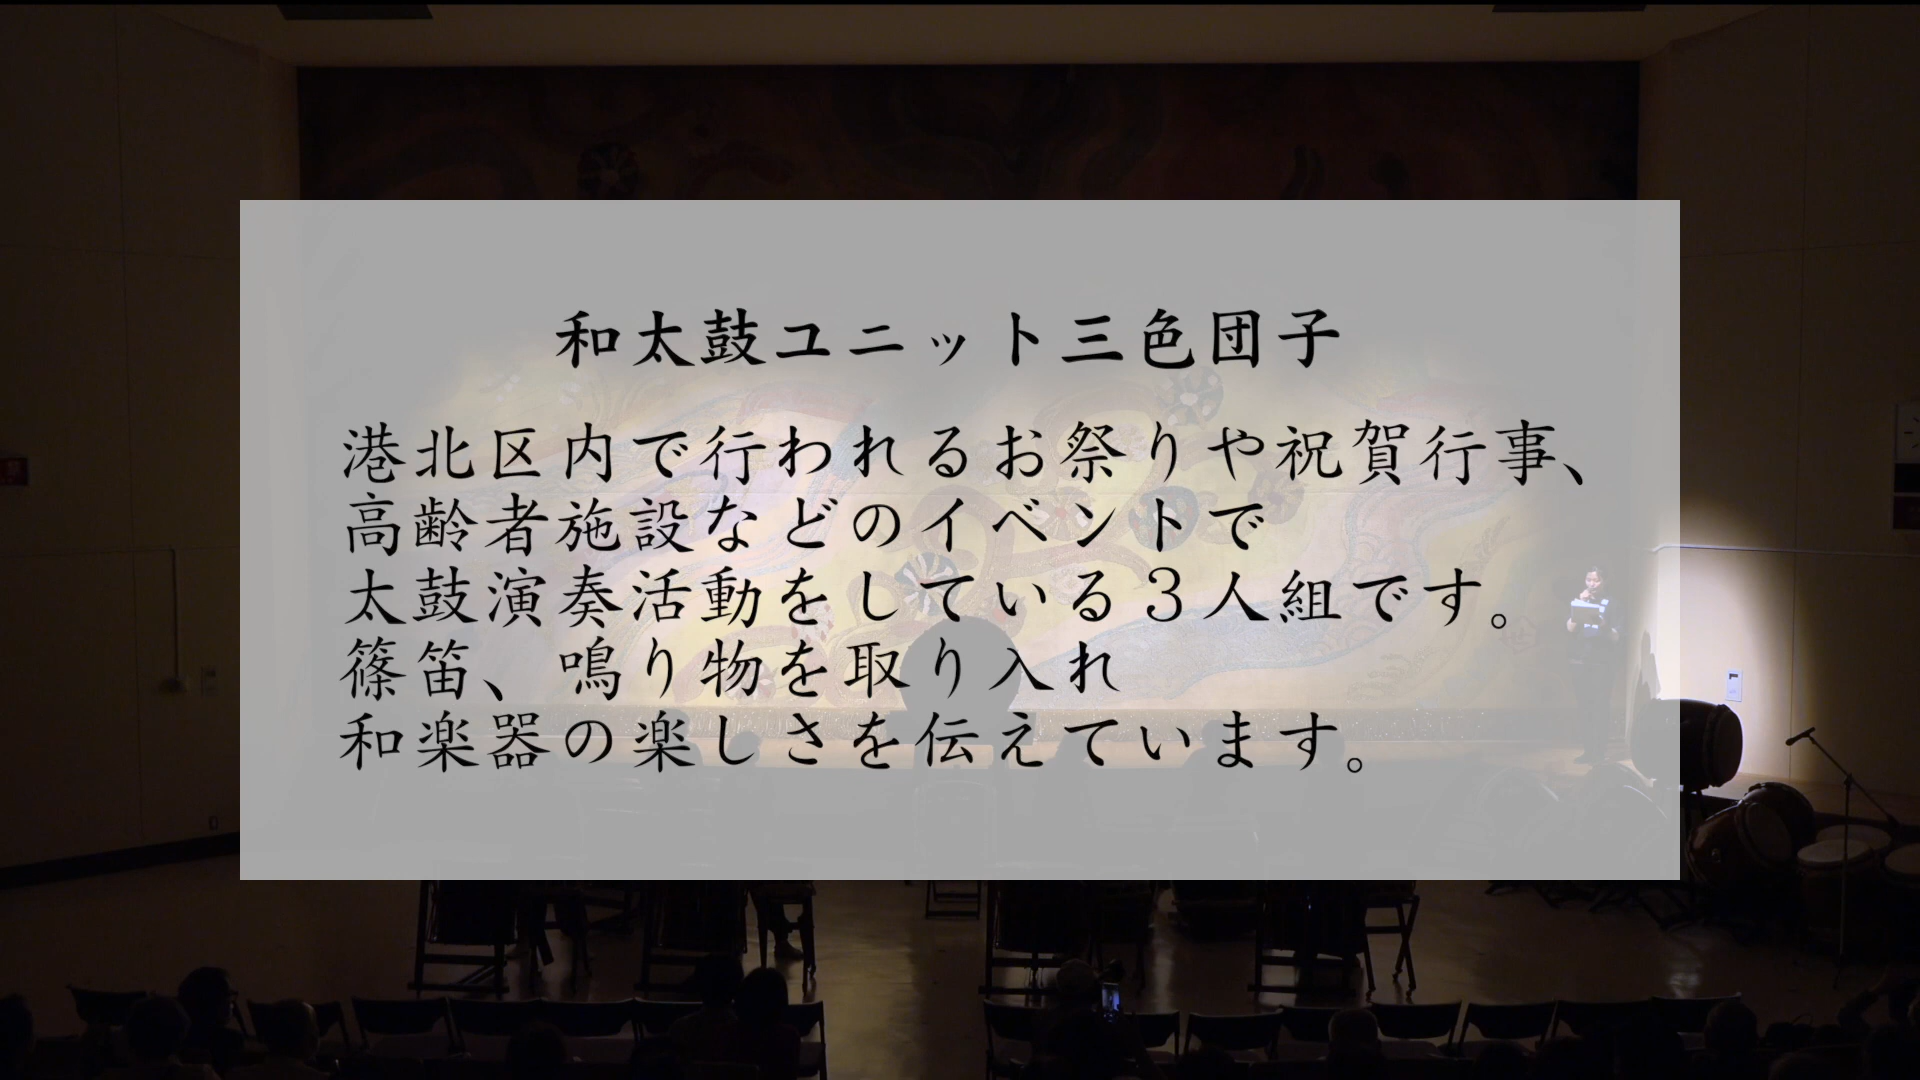 和太鼓ユニット三色団子
港北区内で行われるお祭りや祝賀行事、
高齢者施設などのイベントで
太鼓演奏活動をしている３人組です。
篠笛、鳴り物を取り入れ
和楽器の楽しさを伝えています。